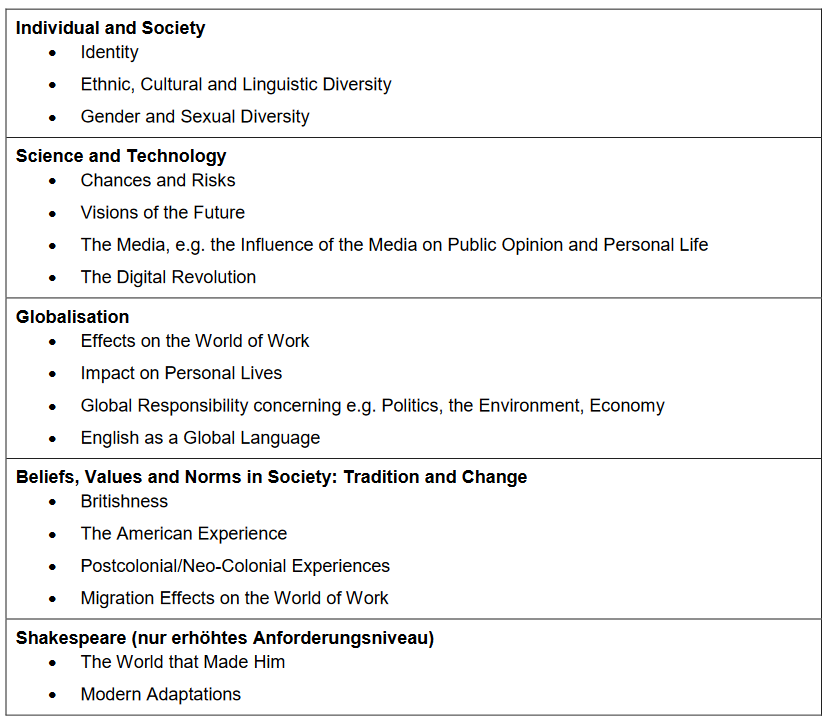 Individual and Society
• Identity
• Ethnic, Cultural and Linguistic Diversity
• Gender and Sexual Diversity
Science and Technology
• Chances and Risks
• Visions of the Future
• The Media, e.g. the Influence of the Media on Public Opinion and Personal Life
• The Digital Revolution
Globalisation
• Effects on the World of Work
• Impact on Personal Lives
• Global Responsibility concerning e.g. Politics, the Environment, Economy
• English as a Global Language
Beliefs, Values and Norms in Society: Tradition and Change
• Britishness
• The American Experience
• Postcolonial/Neo-Colonial Experiences
• Migration Effects on the World of Work
Shakespeare (nur erhöhtes Anforderungsniveau)
• The World that Made Him
• Modern Adaptations